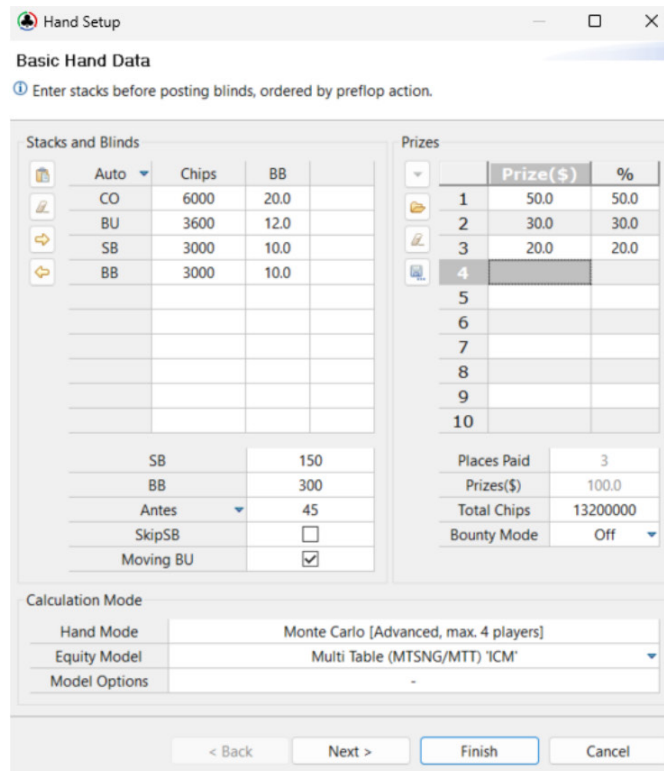 Hand Setup
Basic Hand Data
Enter stacks before posting blinds, ordered by preflop action.
Stacks and Blinds
Auto Chips BB
CO 6000 20.0
BU 3600 12.0
SB 3000 10.0
BB 3000 10.0
SB 150
BB 300
Antes 45
SkipSB
Moving BU
Prizes
Prize($) %
1 50.0 50.0
2 30.0 30.0
3 20.0 20.0
4
5
6
7
8
9
10
Places Paid 3
Prizes($) 100.0
Total Chips 13200000
Bounty Mode Off
Calculation Mode
Hand Mode Monte Carlo [Advanced, max. 4 players]
Equity Model Multi Table (MTSNG/MTT) 'ICM'
Model Options -
< Back Next > Finish Cancel